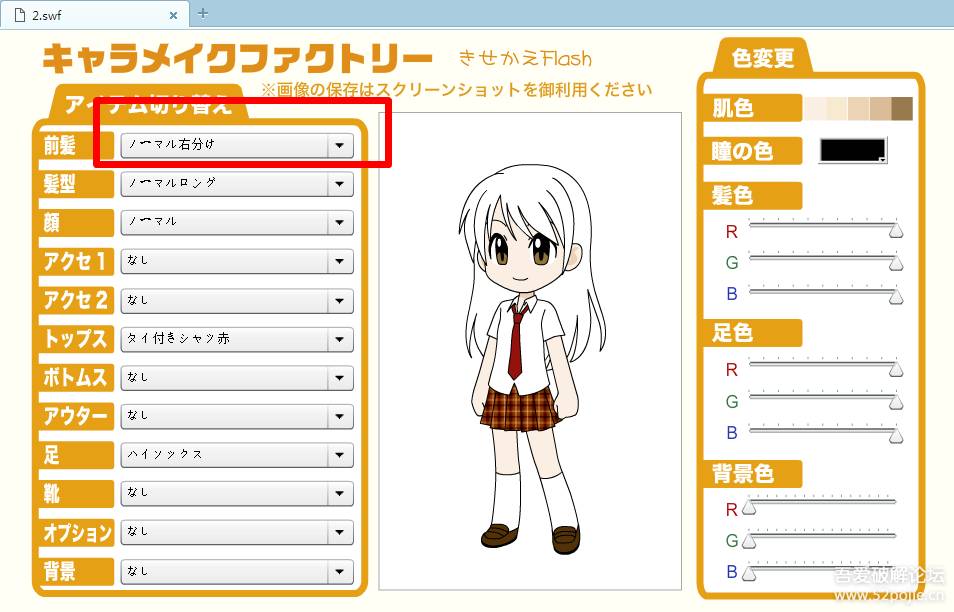 2.swf
キャラメイクファクトリー きせかえFlash
※画像の保存はスクリーンショットを御利用ください
アイテム切り替え
前髪 ノーマル右分け
髪型 ノーマルロング
顔 ノーマル
アクセ1 なし
アクセ2 なし
トップス タイ付きシャツ赤
ボトムス なし
アウター なし
足 ハイソックス
靴 なし
オプション なし
背景 なし
色変更
肌色
瞳の色
髪色
R
G
B
足色
R
G
B
背景色
R
G
B
吾爱破解论坛
www.52pojie.cn